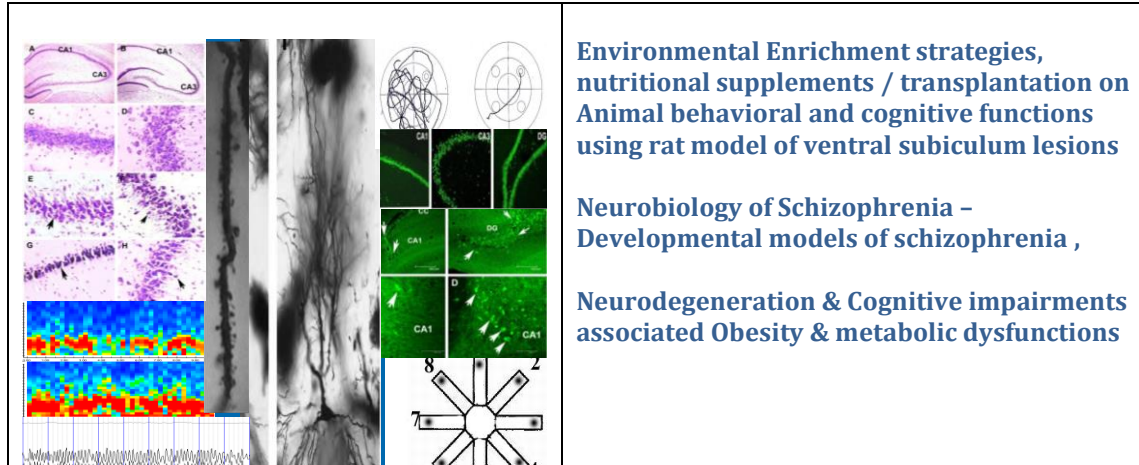 A CA1
B CA1
CA3
CA3
C
D
E
G
H
CA1
CA3
DG
CC
CA1
DG
CA1
D
CA1
8
2
7
Environmental Enrichment strategies,
nutritional supplements / transplantation on
Animal behavioral and cognitive functions
using rat model of ventral subiculum lesions
Neurobiology of Schizophrenia –
Developmental models of schizophrenia ,
Neurodegeneration & Cognitive impairments
associated Obesity & metabolic dysfunctions